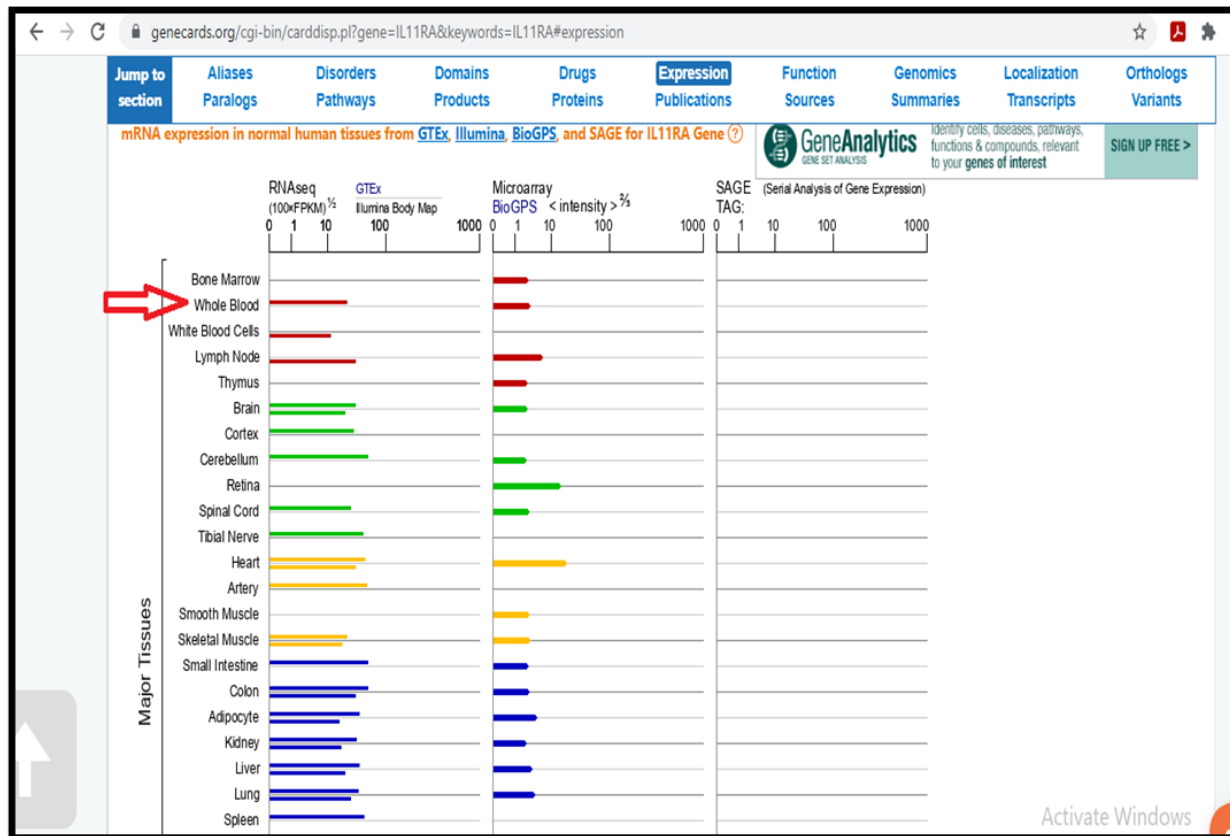 genecards.org/cgi-bin/carddisp.pl?gene=IL11RA&keywords=IL11RA#expression
Jump to section
Aliases Disorders Domains Drugs Expression Function Genomics Localization Orthologs
Paralogs Pathways Products Proteins Publications Sources Summaries Transcripts Variants
mRNA expression in normal human tissues from GTEx, Illumina, BioGPS, and SAGE for IL11RA Gene (?)
GeneAnalytics
GENE SET ANALYSIS
Identify cells, diseases, pathways,
functions & compounds, relevant
to your genes of interest
SIGN UP FREE >
RNAseq
(100×FPKM)½
GTEx
Illumina Body Map
0 1 10 100 1000
Microarray
BioGPS < intensity > ⅔
0 1 10 100 1000
SAGE (Serial Analysis of Gene Expression)
TAG:
0 1 10 100 1000
Major Tissues
Bone Marrow
Whole Blood
White Blood Cells
Lymph Node
Thymus
Brain
Cortex
Cerebellum
Retina
Spinal Cord
Tibial Nerve
Heart
Artery
Smooth Muscle
Skeletal Muscle
Small Intestine
Colon
Adipocyte
Kidney
Liver
Lung
Spleen
Activate Windows